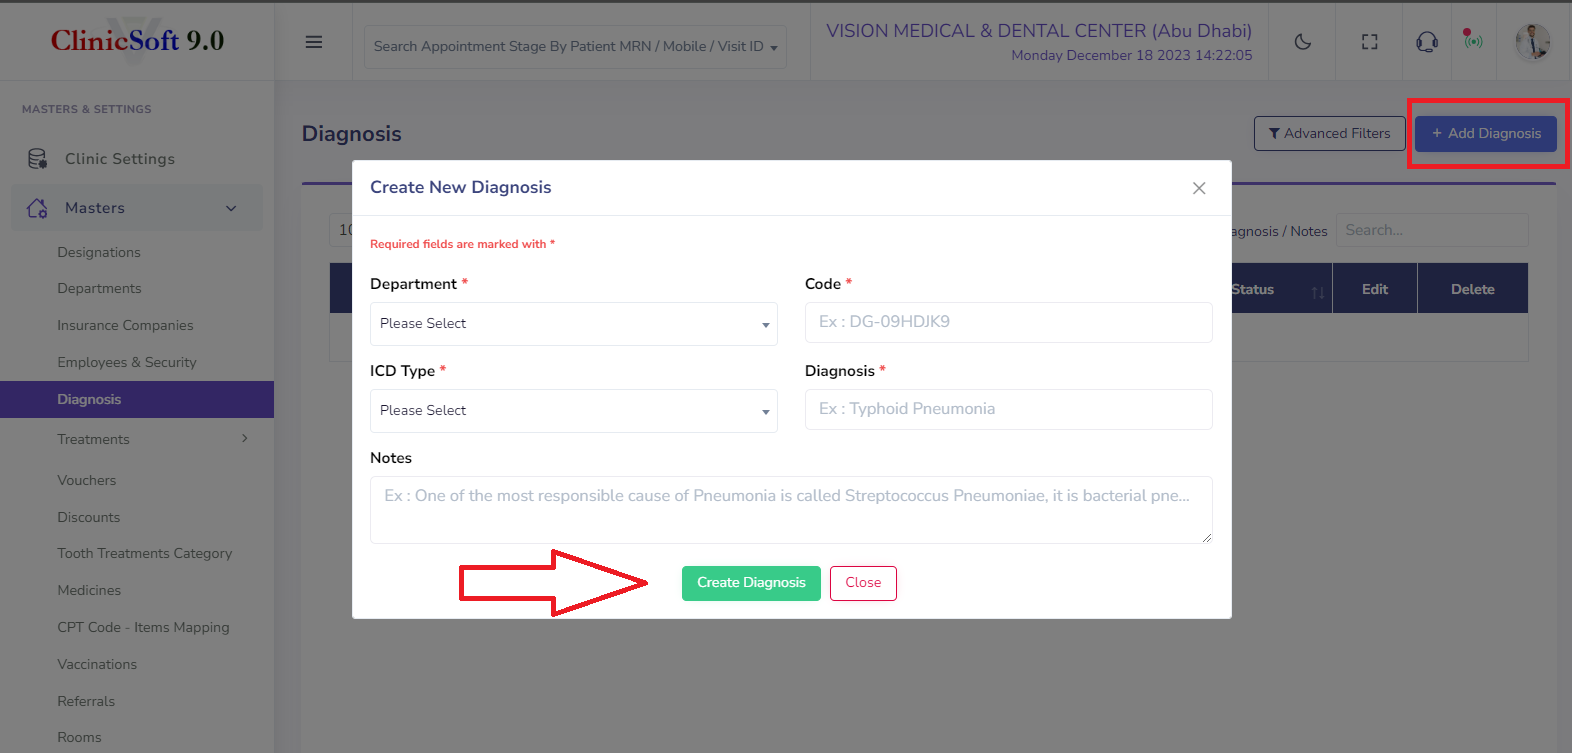 ClinicSoft 9.0
Search Appointment Stage By Patient MRN / Mobile / Visit ID
VISION MEDICAL & DENTAL CENTER (Abu Dhabi)
Monday December 18 2023 14:22:05
MASTERS & SETTINGS
Clinic Settings
Masters
Designations
Departments
Insurance Companies
Employees & Security
Diagnosis
Treatments
Vouchers
Discounts
Tooth Treatments Category
Medicines
CPT Code - Items Mapping
Vaccinations
Referrals
Rooms
Diagnosis
Advanced Filters
+ Add Diagnosis
10
agnosis / Notes
Search...
Status
Edit
Delete
Create New Diagnosis
Required fields are marked with *
Department *
Please Select
Code *
Ex : DG-09HDJK9
ICD Type *
Please Select
Diagnosis *
Ex : Typhoid Pneumonia
Notes
Ex : One of the most responsible cause of Pneumonia is called Streptococcus Pneumoniae, it is bacterial pne...
Create Diagnosis
Close